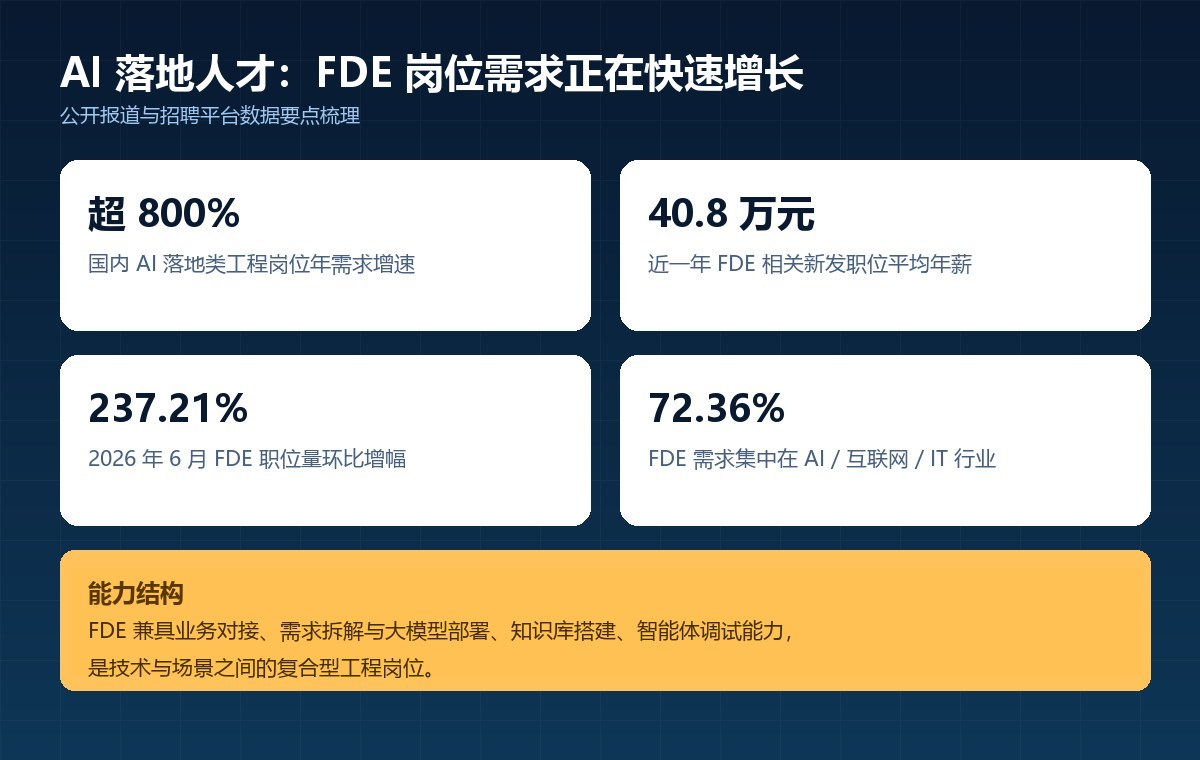 AI 落地人才：FDE 岗位需求正在快速增长
公开报道与招聘平台数据要点梳理
超 800%
国内 AI 落地类工程岗位年需求增速
40.8 万元
近一年 FDE 相关新发职位平均年薪
237.21%
2026 年 6 月 FDE 职位量环比增幅
72.36%
FDE 需求集中在 AI / 互联网 / IT 行业
能力结构
FDE 兼具业务对接、需求拆解与大模型部署、知识库搭建、智能体调试能力，
是技术与场景之间的复合型工程岗位。